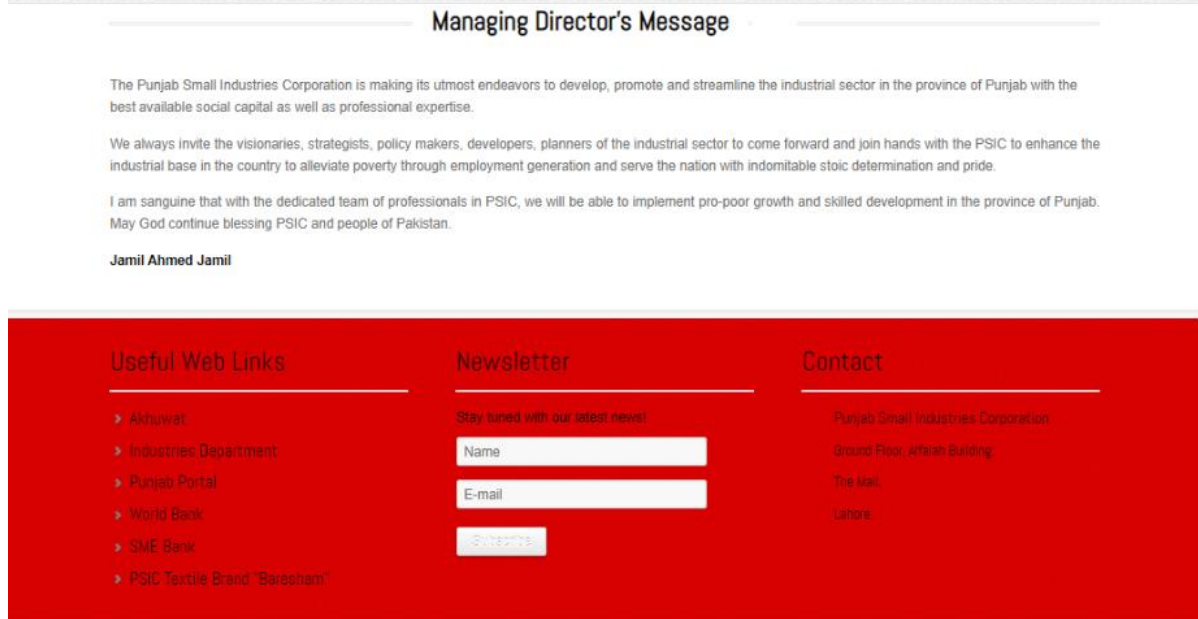 Managing Director's Message
The Punjab Small Industries Corporation is making its utmost endeavors to develop, promote and streamline the industrial sector in the province of Punjab with the
best available social capital as well as professional expertise.
We always invite the visionaries, strategists, policy makers, developers, planners of the industrial sector to come forward and join hands with the PSIC to enhance the
industrial base in the country to alleviate poverty through employment generation and serve the nation with indomitable stoic determination and pride.
I am sanguine that with the dedicated team of professionals in PSIC, we will be able to implement pro-poor growth and skilled development in the province of Punjab.
May God continue blessing PSIC and people of Pakistan.
Jamil Ahmed Jamil
Useful Web Links
Akhuwat
Industries Department
Punjab Portal
World Bank
SME Bank
PSIC Textile Brand "Baresham"
Newsletter
Stay tuned with our latest news!
Name
E-mail
Subscribe
Contact
Punjab Small Industries Corporation
Ground Floor, Alfalah Building,
The Mall,
Lahore.